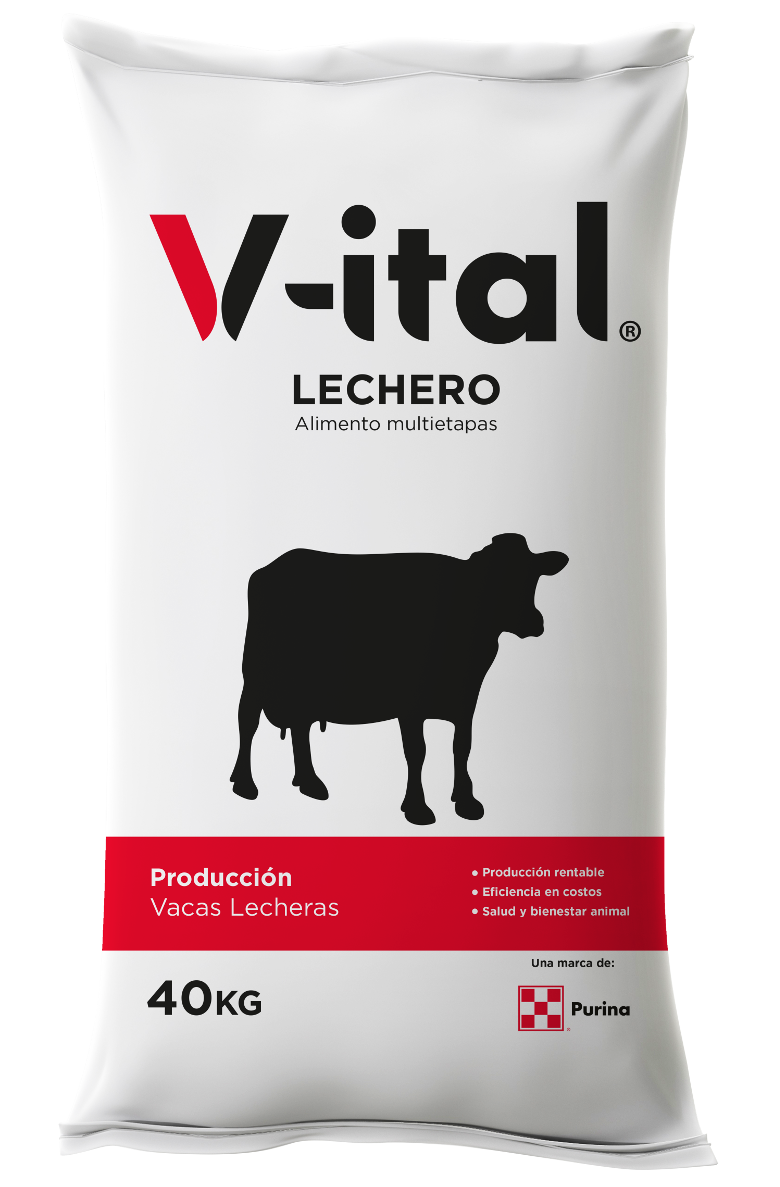 V-ital®
LECHERO
Alimento multietapas
Producción
Vacas Lecheras
• Producción rentable
• Eficiencia en costos
• Salud y bienestar animal
40KG
Una marca de:
Purina